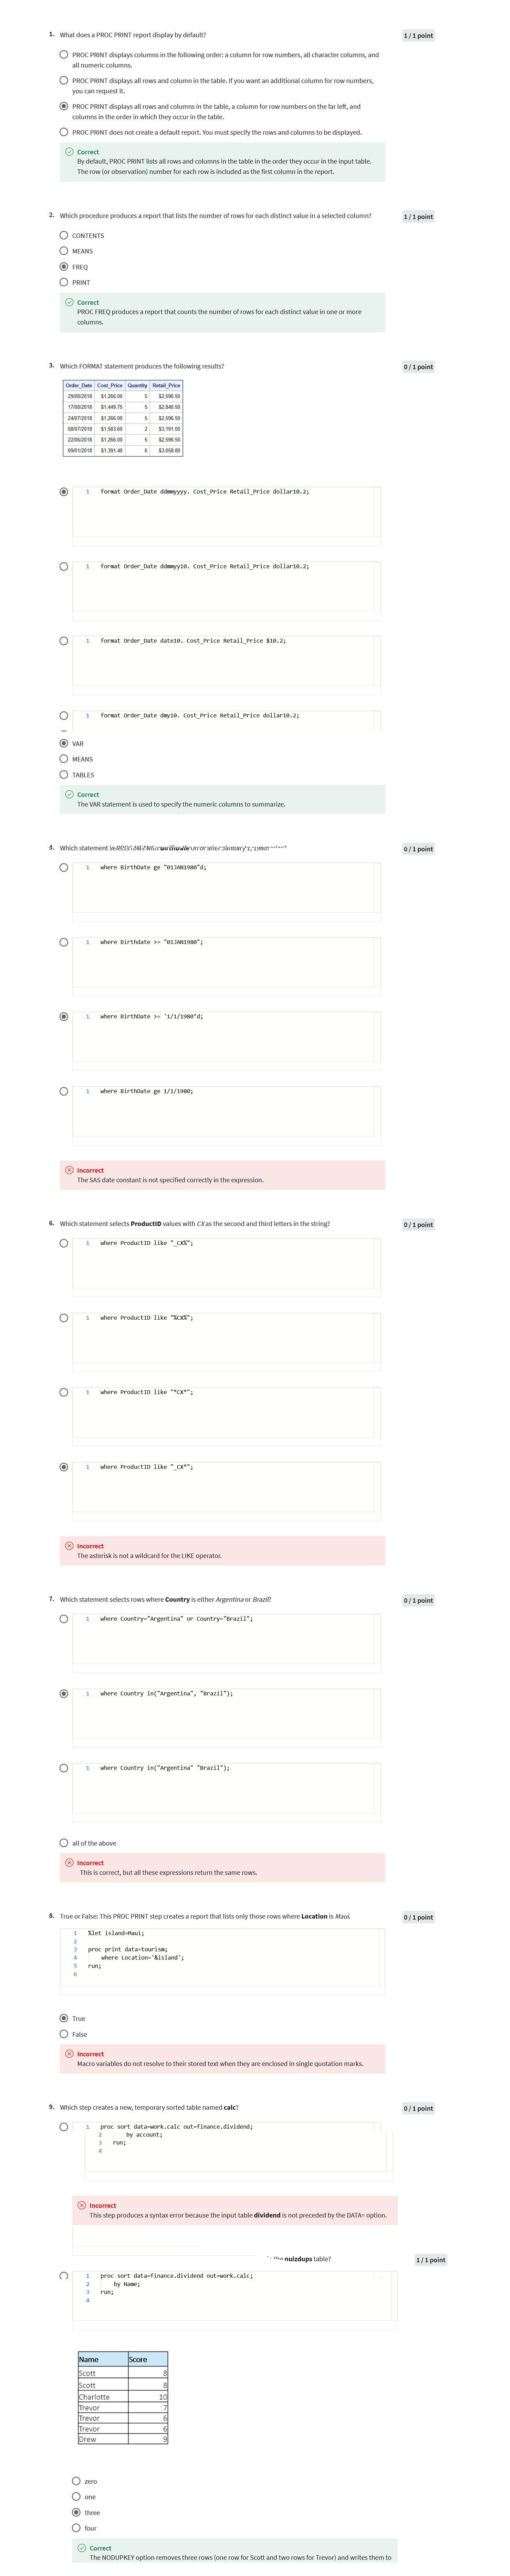 1. What does a PROC PRINT report display by default?
1 / 1 point
PROC PRINT displays columns in the following order: a column for row numbers, all character columns, and
all numeric columns.
PROC PRINT displays all rows and column in the table. If you want an additional column for row numbers,
you can request it.
PROC PRINT displays all rows and columns in the table, a column for row numbers on the far left, and
columns in the order in which they occur in the table.
PROC PRINT does not create a default report. You must specify the rows and columns to be displayed.
Correct
By default, PROC PRINT lists all rows and columns in the table in the order they occur in the input table.
The row (or observation) number for each row is included as the first column in the report.
2. Which procedure produces a report that lists the number of rows for each distinct value in a selected column?
1 / 1 point
CONTENTS
MEANS
FREQ
PRINT
Correct
PROC FREQ produces a report that counts the number of rows for each distinct value in one or more
columns.
3. Which FORMAT statement produces the following results?
0 / 1 point
Order_Date Cost_Price Quantity Retail_Price
29/08/2018 $1,266.00 5 $2,596.50
17/08/2018 $1,449.75 5 $2,840.50
24/07/2018 $1,266.00 5 $2,596.50
08/07/2018 $1,583.60 2 $3,191.00
22/06/2018 $1,266.00 5 $2,596.50
09/01/2018 $1,391.40 6 $3,058.80
1 format Order_Date ddmmyyyy. Cost_Price Retail_Price dollar10.2;
1 format Order_Date ddmmyy10. Cost_Price Retail_Price dollar10.2;
1 format Order_Date date10. Cost_Price Retail_Price $10.2;
1 format Order_Date dmy10. Cost_Price Retail_Price dollar10.2;
VAR
MEANS
TABLES
Correct
The VAR statement is used to specify the numeric columns to summarize.
Which statement
0 / 1 point
1 where BirthDate ge "01JAN1980"d;
1 where Birthdate >= "01JAN1980";
1 where BirthDate >= '1/1/1980"d;
1 where BirthDate ge 1/1/1980;
Incorrect
The SAS date constant is not specified correctly in the expression.
6. Which statement selects ProductID values with CX as the second and third letters in the string?
0 / 1 point
1 where ProductID like "_CX%";
1 where ProductID like "%CX%";
1 where ProductID like "*CX*";
1 where ProductID like "_CX*";
Incorrect
The asterisk is not a wildcard for the LIKE operator.
7. Which statement selects rows where Country is either Argentina or Brazil?
0 / 1 point
1 where Country="Argentina" or Country="Brazil";
1 where Country in("Argentina", "Brazil");
1 where Country in("Argentina" "Brazil");
all of the above
Incorrect
This is correct, but all these expressions return the same rows.
8. True or False: This PROC PRINT step creates a report that lists only those rows where Location is Maui.
0 / 1 point
1 %let island=Maui;
2
3 proc print data=tourism;
4 where Location='&island';
5 run;
6
True
False
Incorrect
Macro variables do not resolve to their stored text when they are enclosed in single quotation marks.
9. Which step creates a new, temporary sorted table named calc?
0 / 1 point
1 proc sort data=work.calc out=finance.dividend;
2 by account;
3 run;
4
Incorrect
This step produces a syntax error because the input table dividend is not preceded by the DATA= option.
nuizdups table?
1 / 1 point
1 proc sort data=finance.dividend out=work.calc;
2 by Name;
3 run;
4
Name Score
Scott 8
Scott 8
Charlotte 10
Trevor 7
Trevor 6
Trevor 6
Drew 9
zero
one
three
four
Correct
The NODUPKEY option removes three rows (one row for Scott and two rows for Trevor) and writes them to